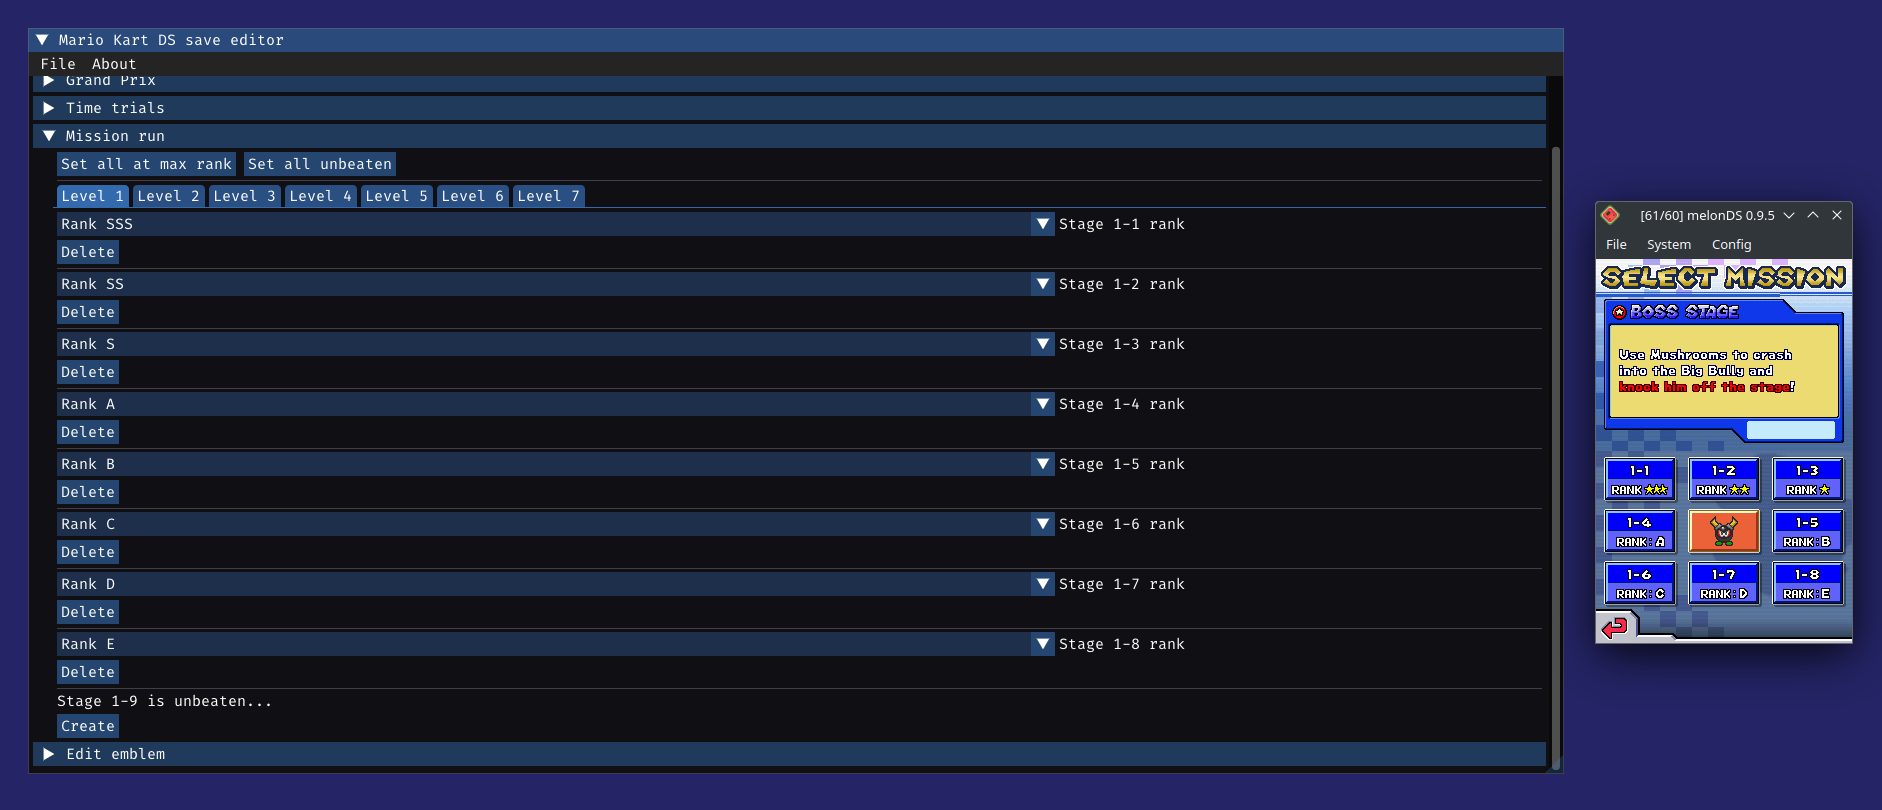 Mario Kart DS save editor
File About
Grand Prix
Time trials
Mission run
Set all at max rank Set all unbeaten
Level 1 Level 2 Level 3 Level 4 Level 5 Level 6 Level 7
Rank SSS Stage 1-1 rank
Delete
Rank SS Stage 1-2 rank
Delete
Rank S Stage 1-3 rank
Delete
Rank A Stage 1-4 rank
Delete
Rank B Stage 1-5 rank
Delete
Rank C Stage 1-6 rank
Delete
Rank D Stage 1-7 rank
Delete
Rank E Stage 1-8 rank
Delete
Stage 1-9 is unbeaten...
Create
Edit emblem
[61/60] melonDS 0.9.5
File System Config
SELECT MISSION
BOSS STAGE
Use Mushrooms to crash
into the Big Bully and
knock him off the stage!
1-1 1-2 1-3
RANK ★★★ RANK ★★ RANK ★
1-4 1-5
RANK: A RANK: B
1-6 1-7 1-8
RANK: C RANK: D RANK: E